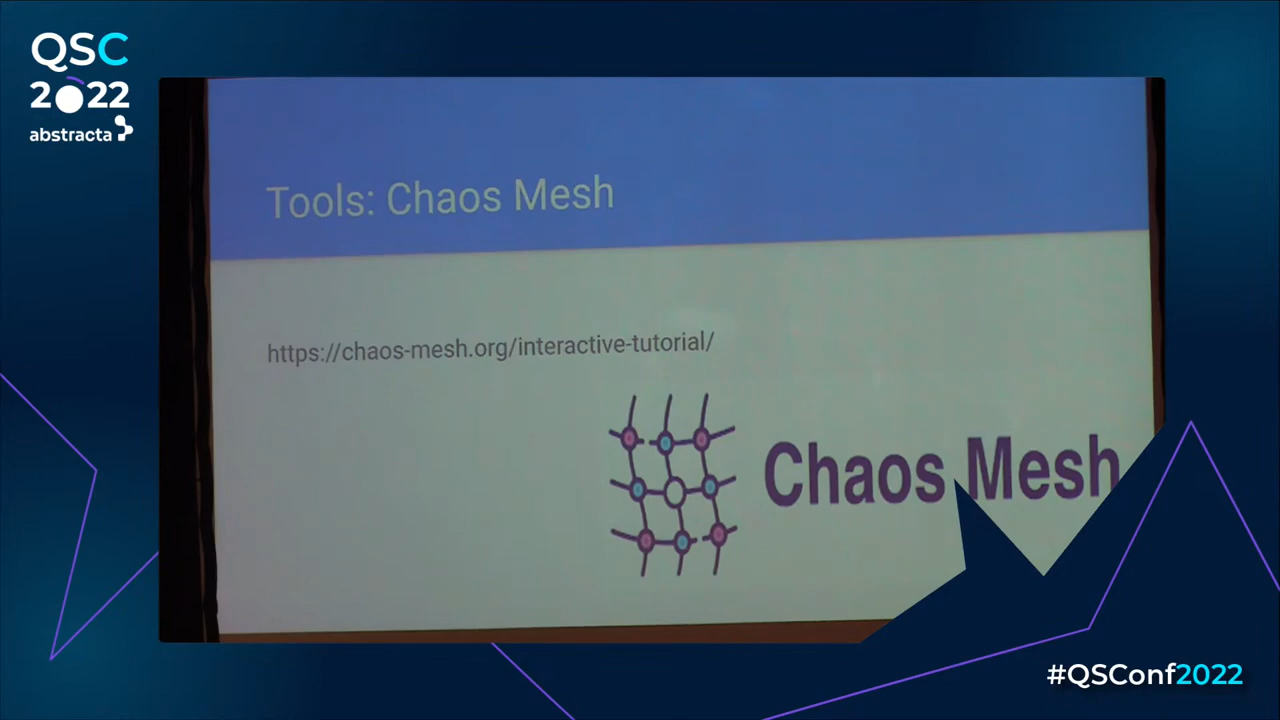 QSC
2022
abstracta
Tools: Chaos Mesh
https://chaos-mesh.org/interactive-tutorial/
Chaos Mesh
#QSConf2022